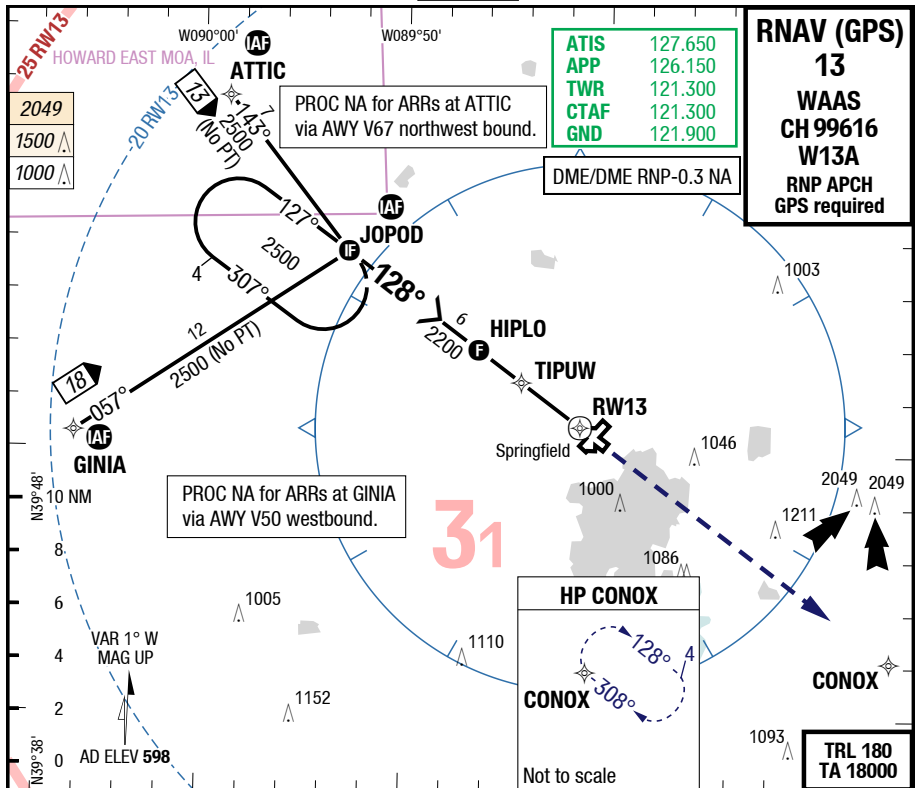 W090°00'
W089°50'
25 RW13
HOWARD EAST MOA, IL
IAF
ATTIC
20 RW13
2049
1500
1000
13
7
143°
2500
(No PT)
PROC NA for ARRs at ATTIC
via AWY V67 northwest bound.
ATIS 127.650
APP 126.150
TWR 121.300
CTAF 121.300
GND 121.900
DME/DME RNP-0.3 NA
RNAV (GPS)
13
WAAS
CH 99616
W13A
RNP APCH
GPS required
IAF
JOPOD
IF
127°
2500
4
307°
128°
6
2200
HIPLO
F
TIPUW
RW13
Springfield
1003
12
2500 (No PT)
18
057°
IAF
GINIA
N39°48'
10 NM
PROC NA for ARRs at GINIA
via AWY V50 westbound.
31
1046
1000
2049
2049
1211
1086
8
6
4
2
0
1005
VAR 1° W
MAG UP
1110
1152
AD ELEV 598
N39°38'
HP CONOX
128°
4
308°
CONOX
Not to scale
CONOX
1093
TRL 180
TA 18000